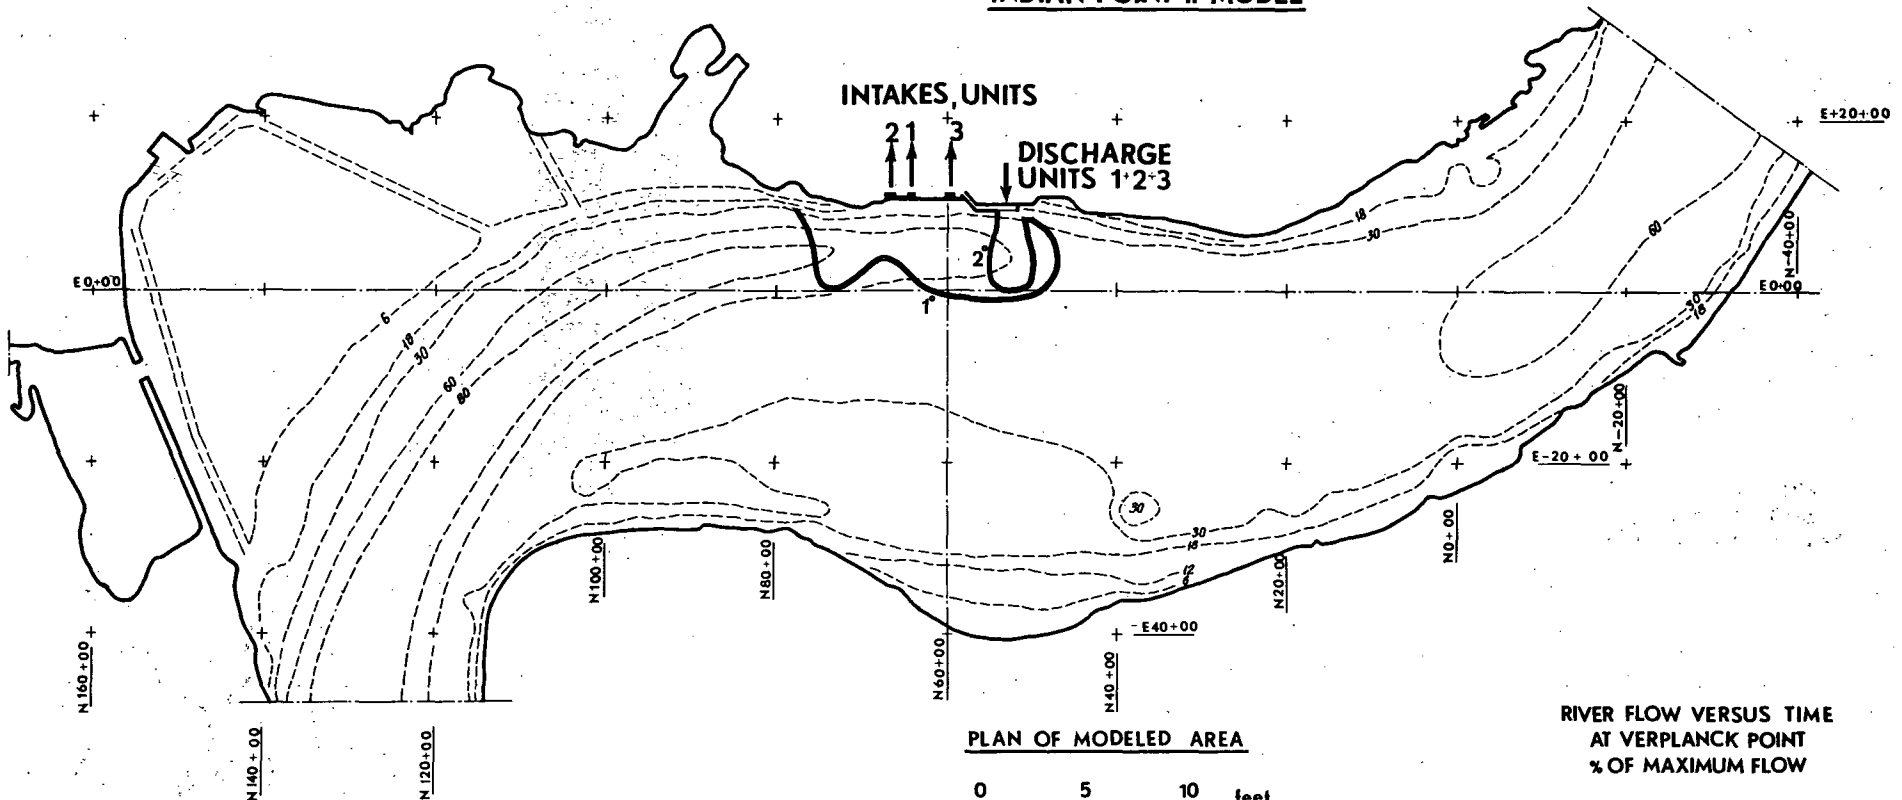 INDIAN POINT II MODEL
INTAKES, UNITS
2 1 3
DISCHARGE
UNITS 1+2+3
E+20+00
18
30
60
N-40+00
E0+00
E0+00
2°
1°
6
18
30
60
80
30
18
N-20+00
E-20+00
30
30
18
12
6
N0+00
N20+00
N100+00
N80+00
-E40+00
N60+00
N40+00
N160+00
N140+00
N120+00
PLAN OF MODELED AREA
0 5 10 feet
RIVER FLOW VERSUS TIME
AT VERPLANCK POINT
% OF MAXIMUM FLOW